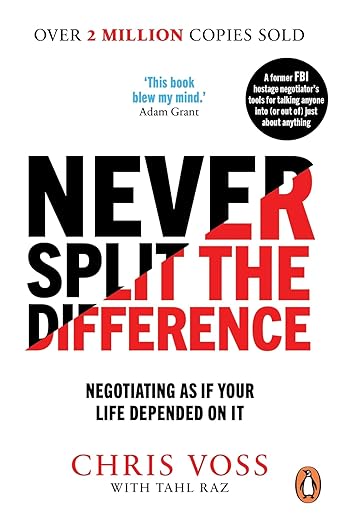 OVER 2 MILLION COPIES SOLD
‘This book
blew my mind.’
Adam Grant
A former FBI
hostage negotiator’s
tools for talking anyone
into (or out of) just
about anything
NEVER
SPLIT THE
DIFFERENCE
NEGOTIATING AS IF YOUR
LIFE DEPENDED ON IT
CHRIS VOSS
WITH TAHL RAZ